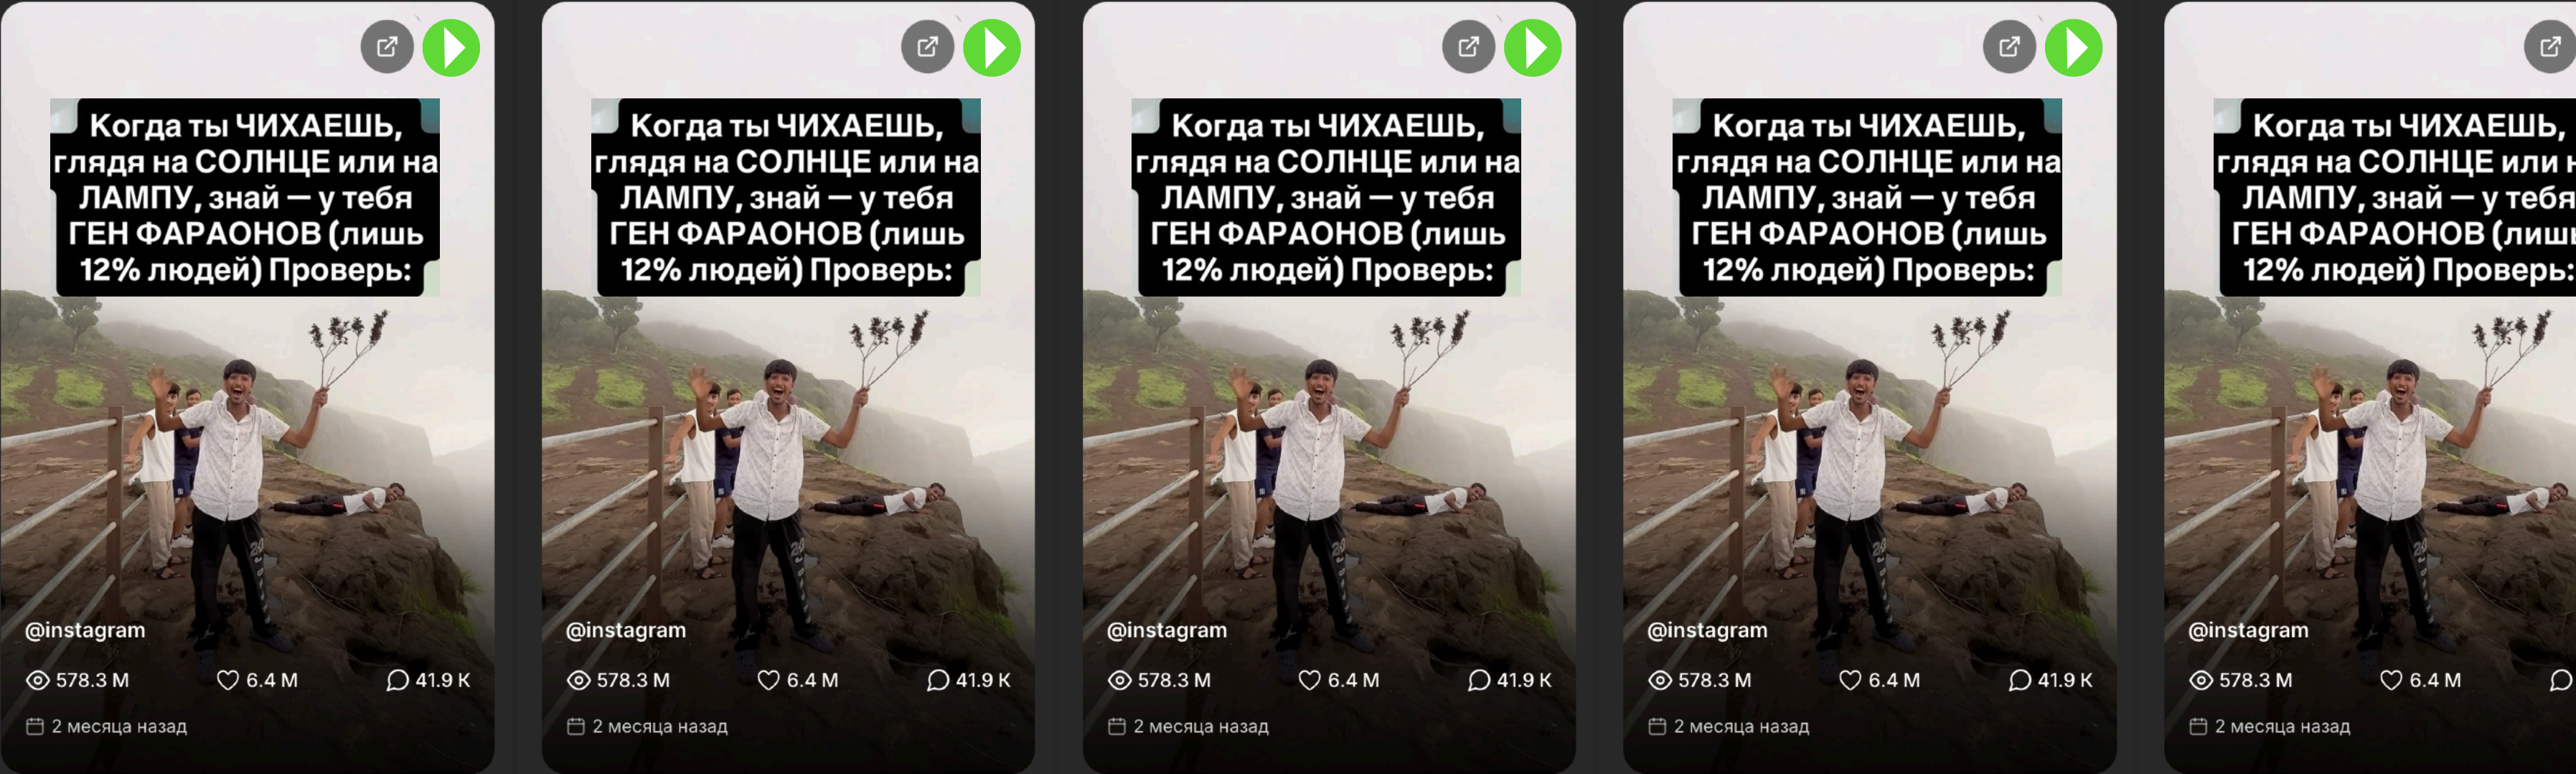 Когда ты ЧИХАЕШЬ,
глядя на СОЛНЦЕ или на
ЛАМПУ, знай — у тебя
ГЕН ФАРАОНОВ (лишь
12% людей) Проверь:
@instagram
578.3 M 6.4 M 41.9 K
2 месяца назад
Когда ты ЧИХАЕШЬ,
глядя на СОЛНЦЕ или на
ЛАМПУ, знай — у тебя
ГЕН ФАРАОНОВ (лишь
12% людей) Проверь:
@instagram
578.3 M 6.4 M 41.9 K
2 месяца назад
Когда ты ЧИХАЕШЬ,
глядя на СОЛНЦЕ или на
ЛАМПУ, знай — у тебя
ГЕН ФАРАОНОВ (лишь
12% людей) Проверь:
@instagram
578.3 M 6.4 M 41.9 K
2 месяца назад
Когда ты ЧИХАЕШЬ,
глядя на СОЛНЦЕ или на
ЛАМПУ, знай — у тебя
ГЕН ФАРАОНОВ (лишь
12% людей) Проверь:
@instagram
578.3 M 6.4 M 41.9 K
2 месяца назад
Когда ты ЧИХАЕШЬ,
глядя на СОЛНЦЕ или
ЛАМПУ, знай — у тебя
ГЕН ФАРАОНОВ
12% людей) Проверь:
@instagram
578.3 M 6.4 M
2 месяца назад